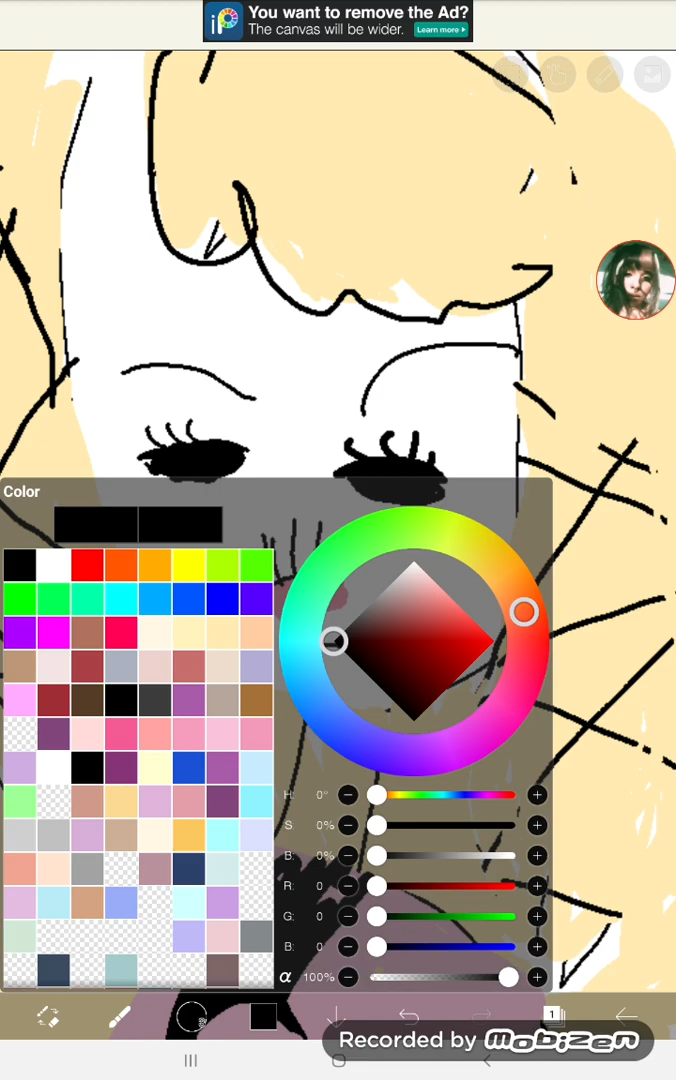 iP
You want to remove the Ad?
The canvas will be wider.
Learn more
Color
H: 0°
S 0%
B: 0%
R: 0
G: 0
B: 0
α 100%
1
Recorded by mobizen